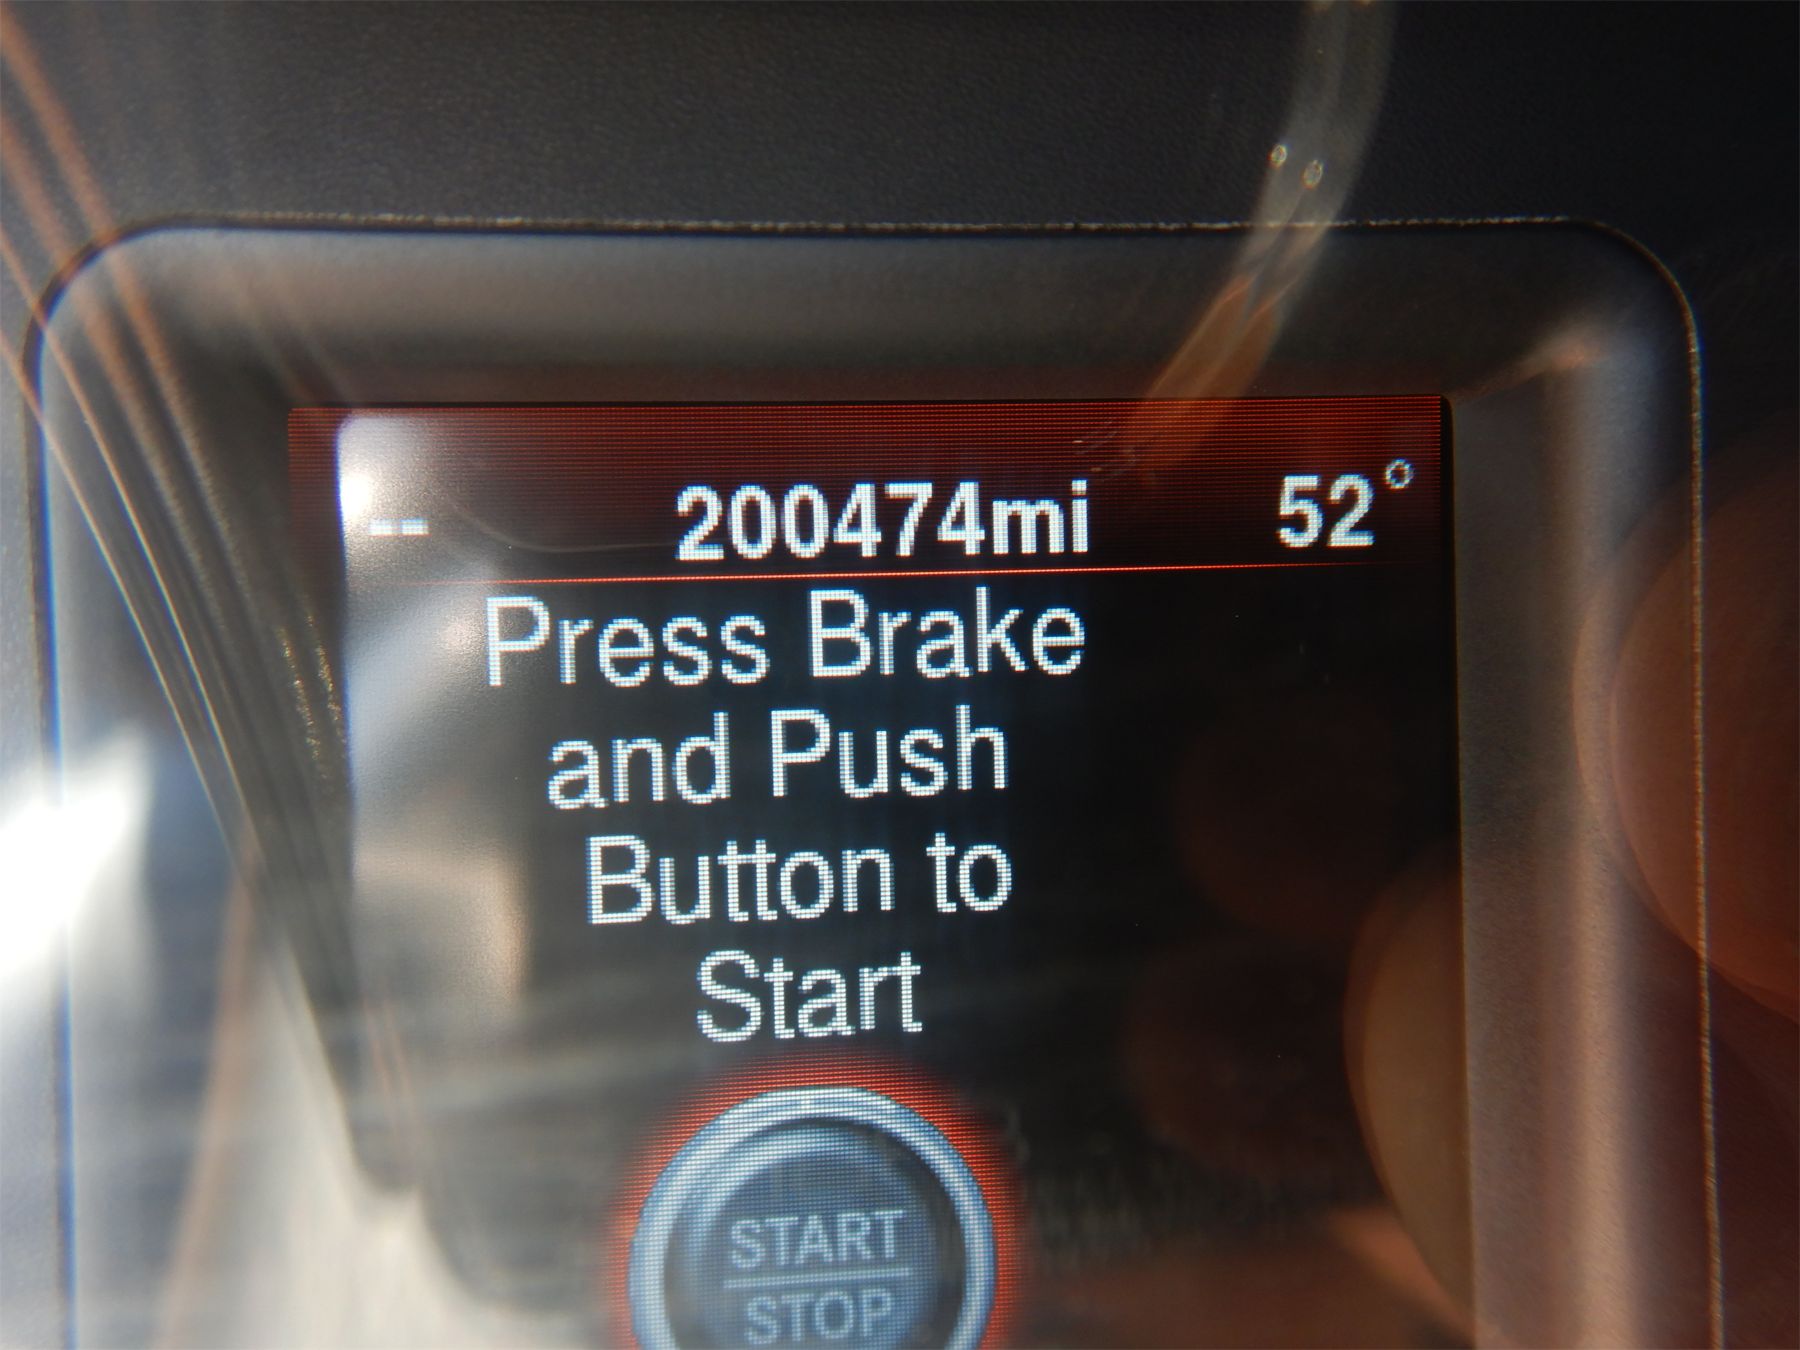 -- 200474mi 52°
Press Brake
and Push
Button to
Start
START
STOP